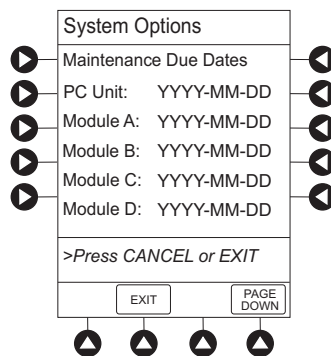 System Options
Maintenance Due Dates
PC Unit: YYYY-MM-DD
Module A: YYYY-MM-DD
Module B: YYYY-MM-DD
Module C: YYYY-MM-DD
Module D: YYYY-MM-DD
>Press CANCEL or EXIT
EXIT
PAGE
DOWN